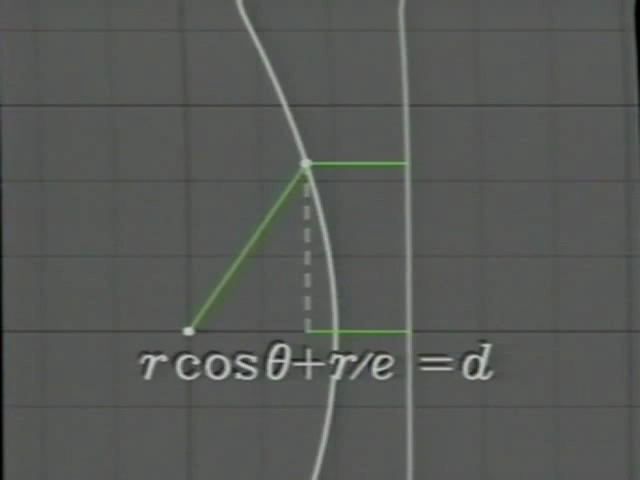 r cosθ+r/e = d